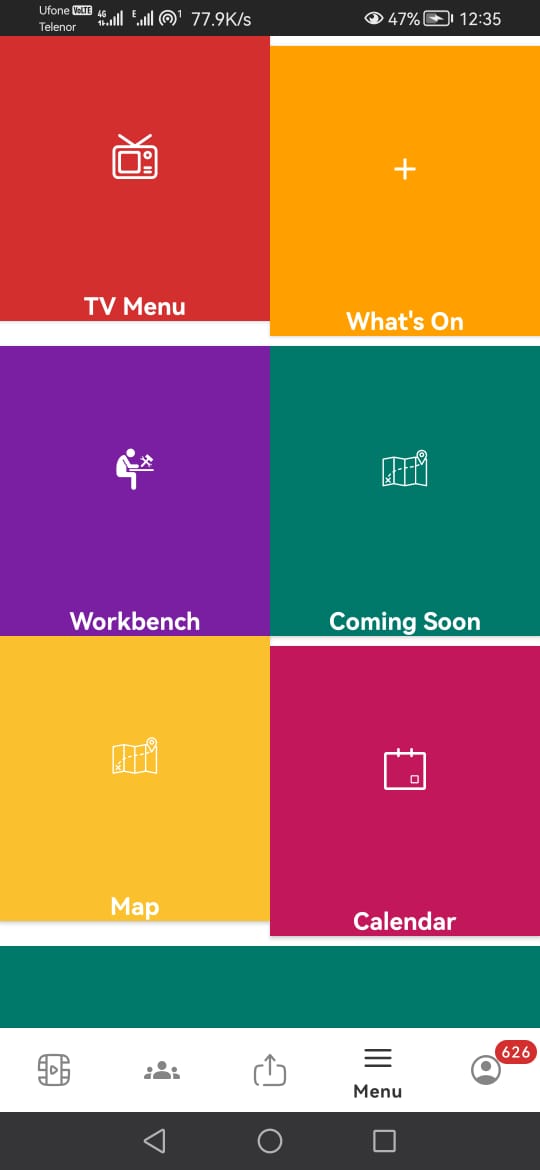 Ufone VoLTE 4G E 1 77.9K/s 47% 12:35
Telenor
TV Menu
What's On
Workbench
Coming Soon
Map
Calendar
626
Menu